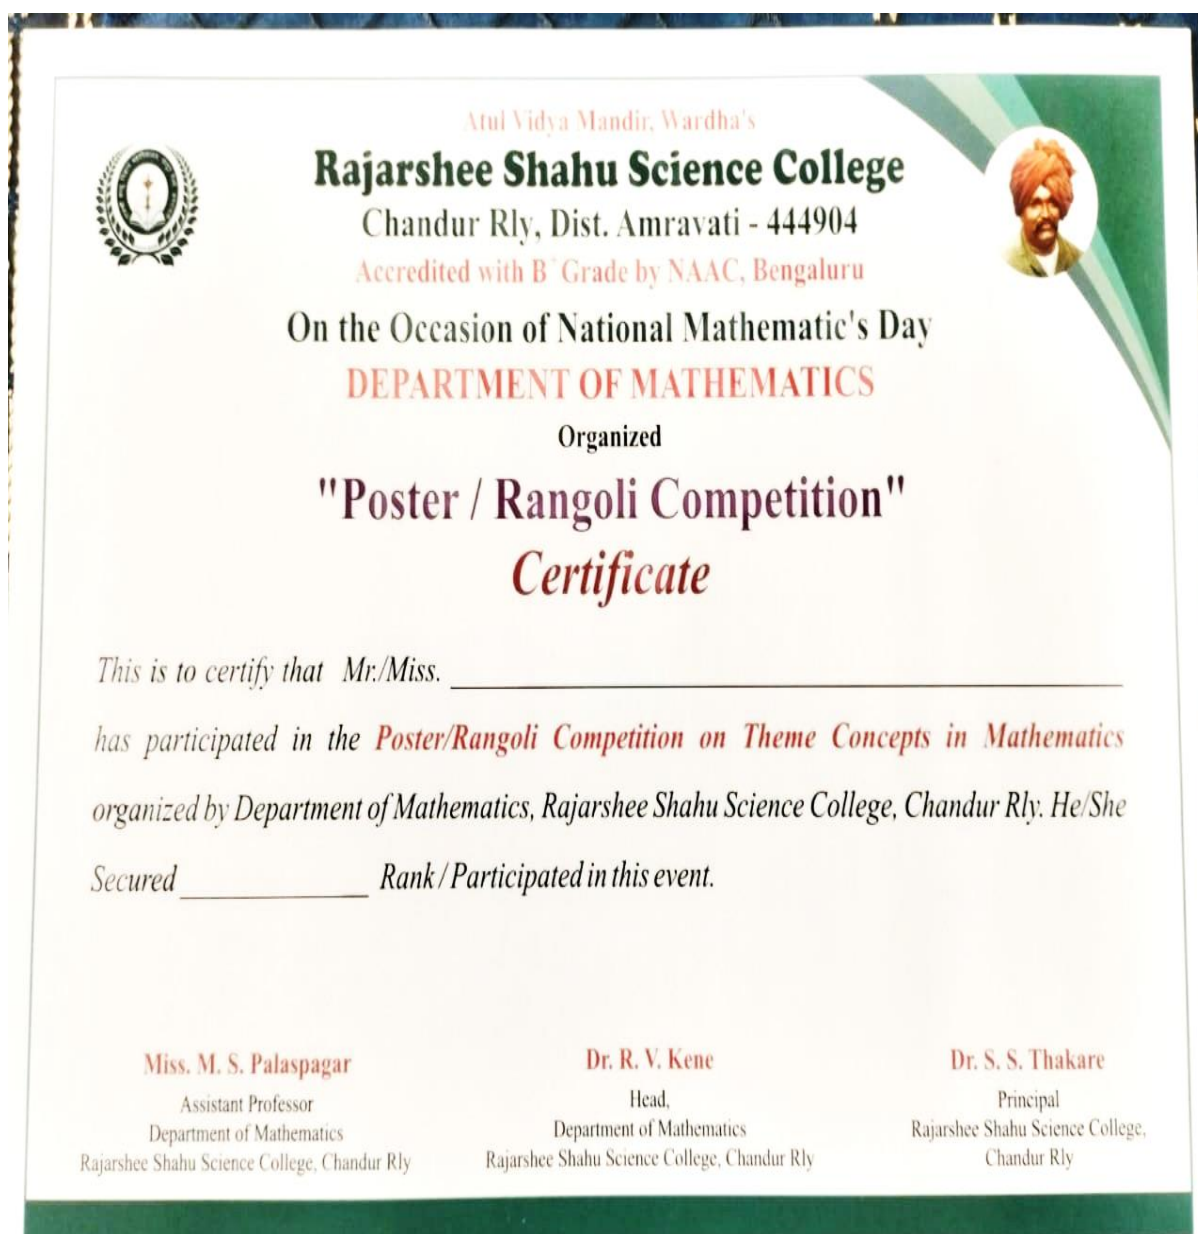 Atul Vidya Mandir, Wardha's
Rajarshee Shahu Science College
Chandur Rly, Dist. Amravati - 444904
Accredited with B+ Grade by NAAC, Bengaluru
On the Occasion of National Mathematic's Day
DEPARTMENT OF MATHEMATICS
Organized
"Poster / Rangoli Competition"
Certificate
This is to certify that Mr./Miss. ____________________
has participated in the Poster/Rangoli Competition on Theme Concepts in Mathematics
organized by Department of Mathematics, Rajarshee Shahu Science College, Chandur Rly. He/She
Secured ______________ Rank / Participated in this event.
Miss. M. S. Palaspagar
Assistant Professor
Department of Mathematics
Rajarshee Shahu Science College, Chandur Rly
Dr. R. V. Kene
Head,
Department of Mathematics
Rajarshee Shahu Science College, Chandur Rly
Dr. S. S. Thakare
Principal
Rajarshee Shahu Science College,
Chandur Rly